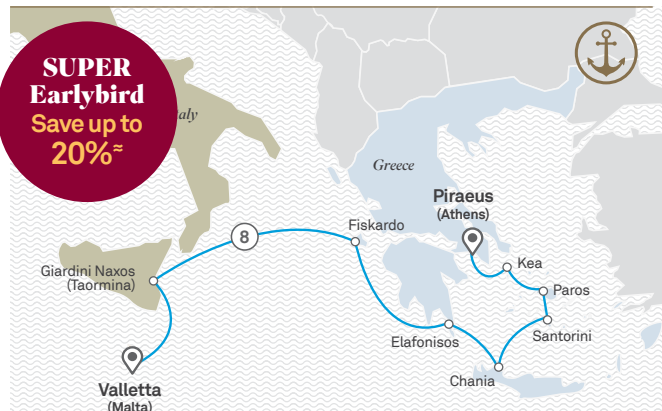 SUPER
Earlybird
Save up to
20%≈
aly
Greece
Piraeus
(Athens)
8
Fiskardo
Kea
Giardini Naxos
(Taormina)
Paros
Santorini
Elafonisos
Chania
Valletta
(Malta)